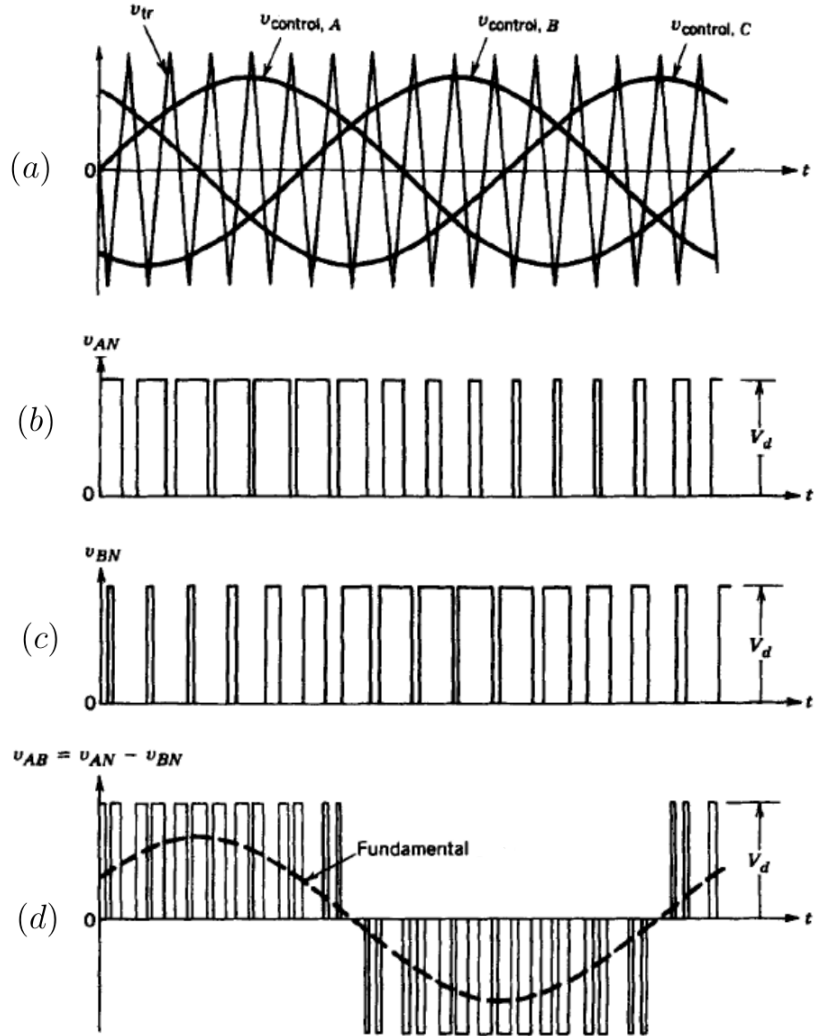 v_tr
v_control, A
v_control, B
v_control, C
(a)
0
t
v_AN
(b)
V_d
0
t
v_BN
(c)
V_d
0
t
v_AB = v_AN − v_BN
Fundamental
V_d
(d)
0
t